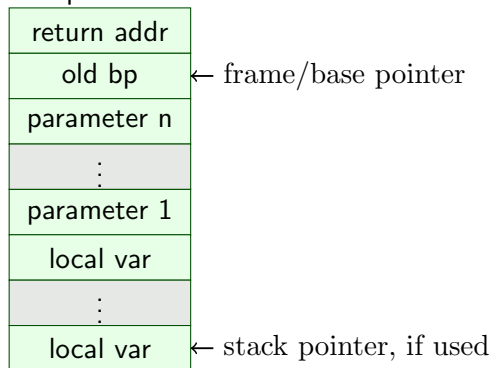 return addr
old bp ← frame/base pointer
parameter n
⋮
parameter 1
local var
⋮
local var ← stack pointer, if used